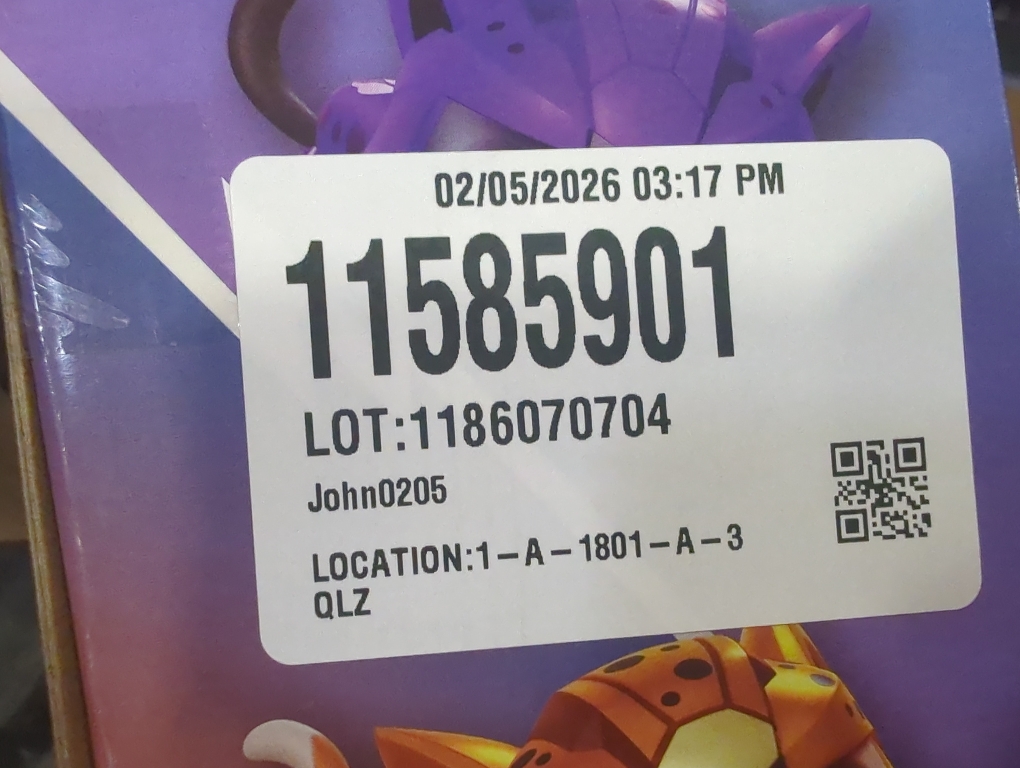 02/05/2026 03:17 PM
11585901
LOT:1186070704
John0205
LOCATION:1-A-1801-A-3
QLZ